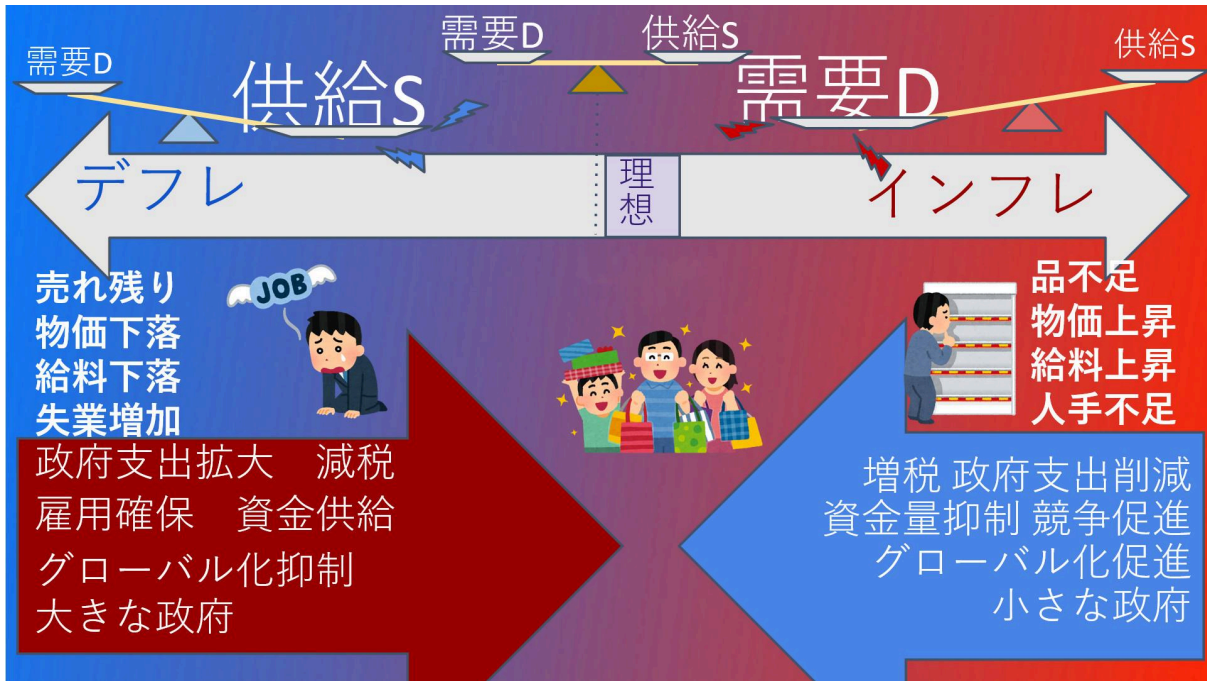 需要D
供給S
需要D
供給S
需要D
供給S
デフレ
理想
インフレ
売れ残り
物価下落
給料下落
失業増加
JOB
品不足
物価上昇
給料上昇
人手不足
政府支出拡大　減税
雇用確保　資金供給
グローバル化抑制
大きな政府
増税 政府支出削減
資金量抑制 競争促進
グローバル化促進
小さな政府